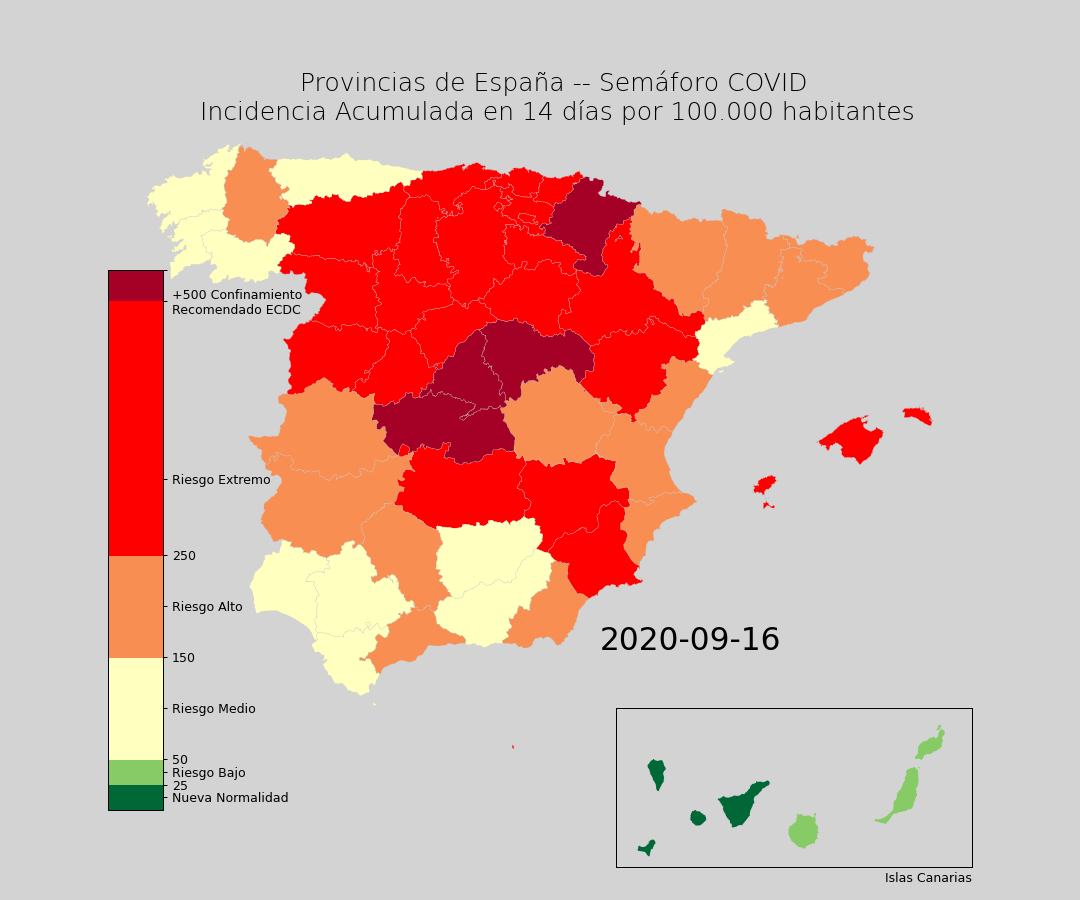 Provincias de España -- Semáforo COVID
Incidencia Acumulada en 14 días por 100.000 habitantes
+500 Confinamiento
Recomendado ECDC
Riesgo Extremo
250
Riesgo Alto
150
Riesgo Medio
50
Riesgo Bajo
25
Nueva Normalidad
2020-09-16
Islas Canarias